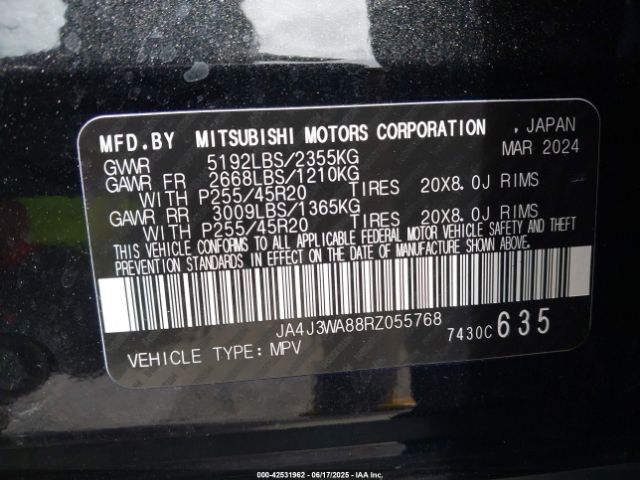 MFD.BY MITSUBISHI MOTORS CORPORATION , JAPAN
GVWR 5192LBS/2355KG MAR 2024
GAWR FR 2668LBS/1210KG
WITH P255/45R20 TIRES 20X8.0J RIMS
GAWR RR 3009LBS/1365KG
WITH P255/45R20 TIRES 20X8.0J RIMS
THIS VEHICLE CONFORMS TO ALL APPLICABLE FEDERAL MOTOR VEHICLE SAFETY AND THEFT
PREVENTION STANDARDS IN EFFECT ON THE DATE OF MANUFACTURE SHOWN ABOVE.
JA4J3WA88RZ055768 7430C 635
VEHICLE TYPE: MPV
000-42531962 - 06/17/2025 - IAA Inc.